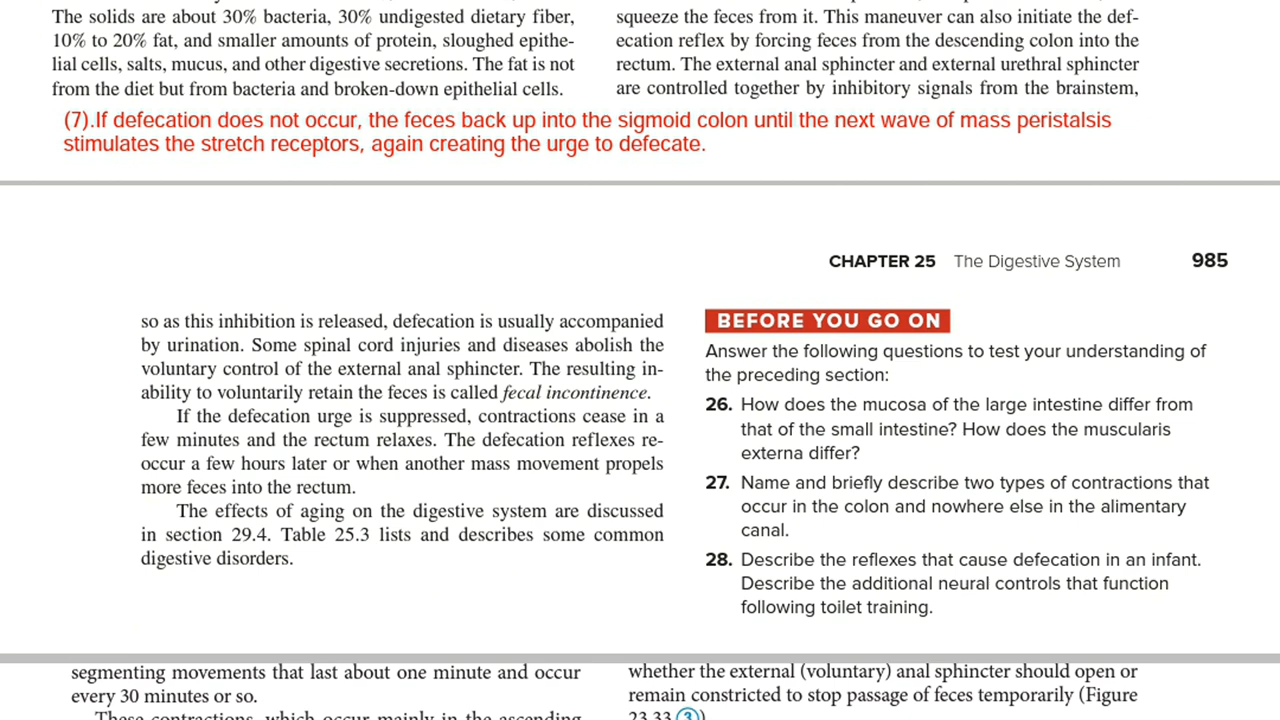 The solids are about 30% bacteria, 30% undigested dietary fiber,
10% to 20% fat, and smaller amounts of protein, sloughed epithe-
lial cells, salts, mucus, and other digestive secretions. The fat is not
from the diet but from bacteria and broken-down epithelial cells.
squeeze the feces from it. This maneuver can also initiate the def-
ecation reflex by forcing feces from the descending colon into the
rectum. The external anal sphincter and external urethral sphincter
are controlled together by inhibitory signals from the brainstem,
(7).If defecation does not occur, the feces back up into the sigmoid colon until the next wave of mass peristalsis
stimulates the stretch receptors, again creating the urge to defecate.
CHAPTER 25 The Digestive System 985
so as this inhibition is released, defecation is usually accompanied
by urination. Some spinal cord injuries and diseases abolish the
voluntary control of the external anal sphincter. The resulting in-
ability to voluntarily retain the feces is called fecal incontinence.
If the defecation urge is suppressed, contractions cease in a
few minutes and the rectum relaxes. The defecation reflexes re-
occur a few hours later or when another mass movement propels
more feces into the rectum.
The effects of aging on the digestive system are discussed
in section 29.4. Table 25.3 lists and describes some common
digestive disorders.
BEFORE YOU GO ON
Answer the following questions to test your understanding of
the preceding section:
26. How does the mucosa of the large intestine differ from
that of the small intestine? How does the muscularis
externa differ?
27. Name and briefly describe two types of contractions that
occur in the colon and nowhere else in the alimentary
canal.
28. Describe the reflexes that cause defecation in an infant.
Describe the additional neural controls that function
following toilet training.
segmenting movements that last about one minute and occur
every 30 minutes or so.
These contractions, which occur mainly in the ascending
whether the external (voluntary) anal sphincter should open or
remain constricted to stop passage of feces temporarily (Figure
23.33 3)